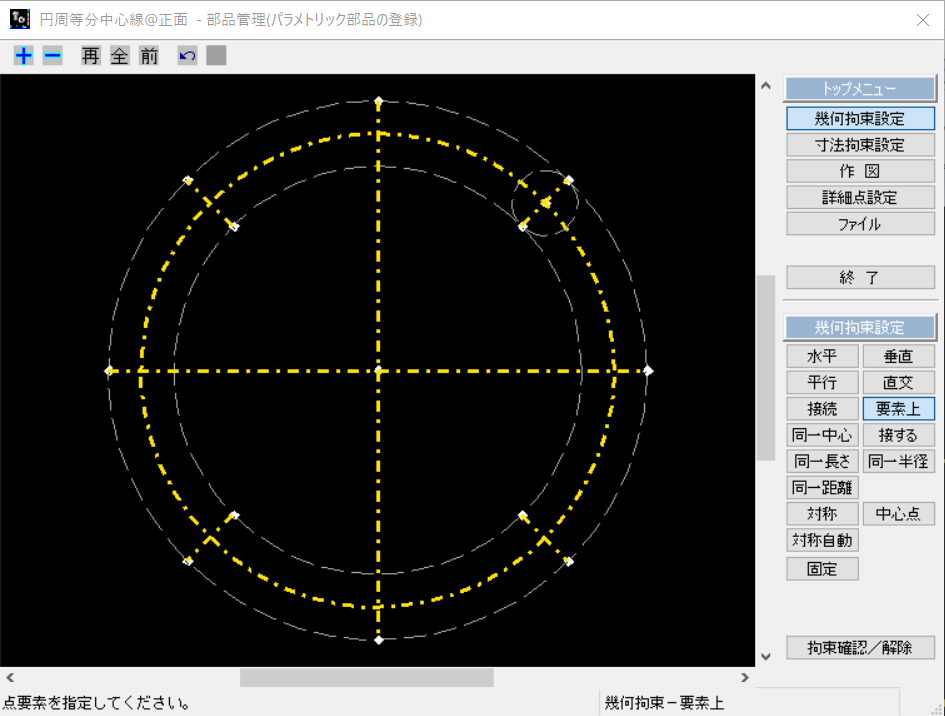 円周等分中心線@正面 - 部品管理(パラメトリック部品の登録)
再 全 前
トップメニュー
幾何拘束設定
寸法拘束設定
作 図
詳細点設定
ファイル
終 了
幾何拘束設定
水平 垂直
平行 直交
接続 要素上
同一中心 接する
同一長さ 同一半径
同一距離
対称 中心点
対称自動
固定
拘束確認／解除
点要素を指定してください。 幾何拘束－要素上